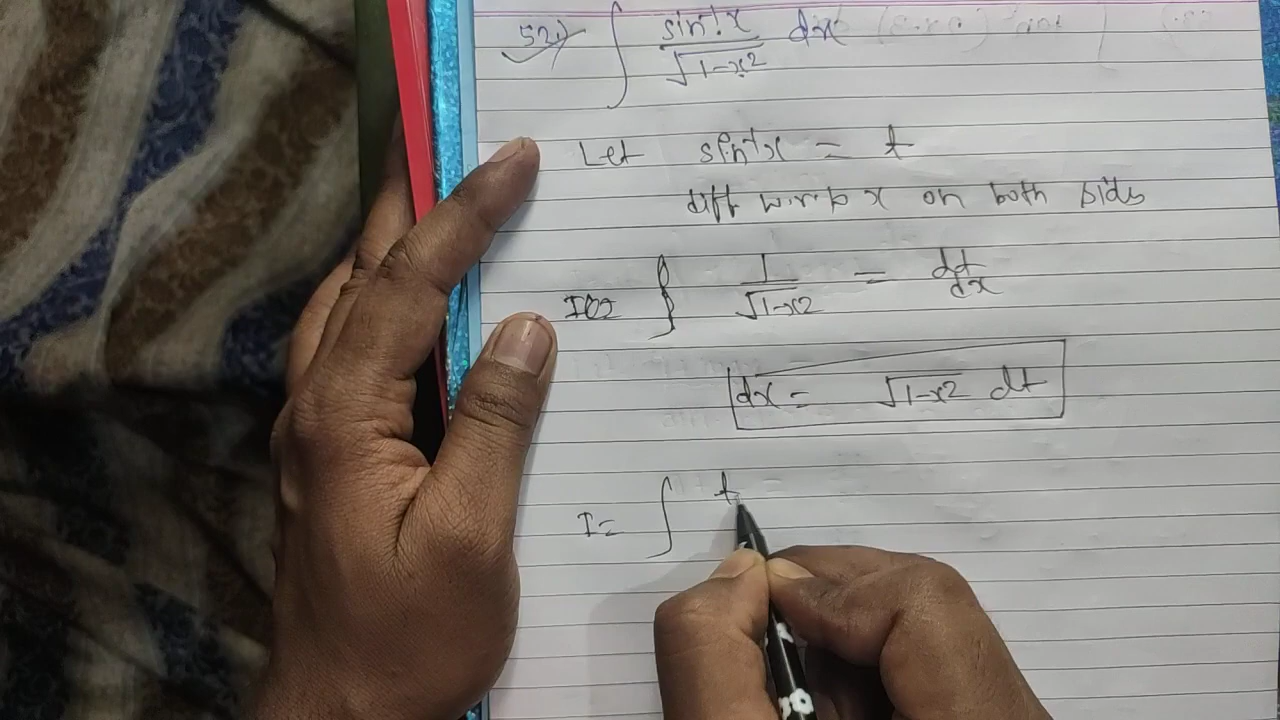 52) ∫ sin⁻¹x / √1-x² dx
Let sin⁻¹x = t
diff w.r.to x on both sides
1 / √1-x2 = dt / dx
dx = √1-x2 dt
I = ∫ t